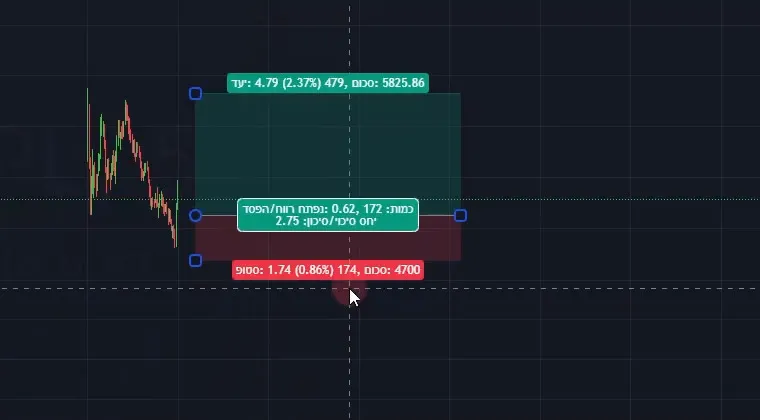 יעד: 4.79 (2.37%) 479, סכום: 5825.86
כמות: 172 ,0.62 :נפתח רווח/הפסד
יחס סיכוי/סיכון: 2.75
סטופ: 1.74 (0.86%) 174, סכום: 4700